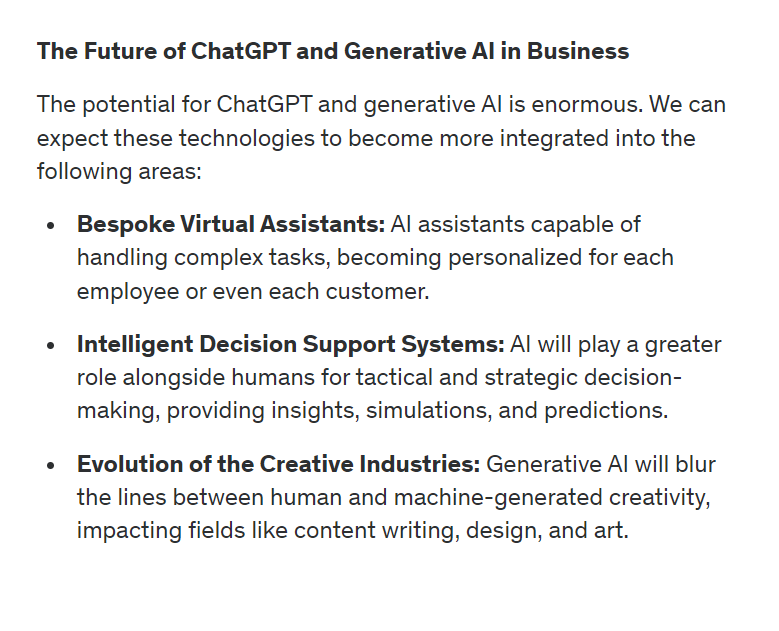 The Future of ChatGPT and Generative AI in Business
The potential for ChatGPT and generative AI is enormous. We can
expect these technologies to become more integrated into the
following areas:
• Bespoke Virtual Assistants: AI assistants capable of
handling complex tasks, becoming personalized for each
employee or even each customer.
• Intelligent Decision Support Systems: AI will play a greater
role alongside humans for tactical and strategic decision-
making, providing insights, simulations, and predictions.
• Evolution of the Creative Industries: Generative AI will blur
the lines between human and machine-generated creativity,
impacting fields like content writing, design, and art.